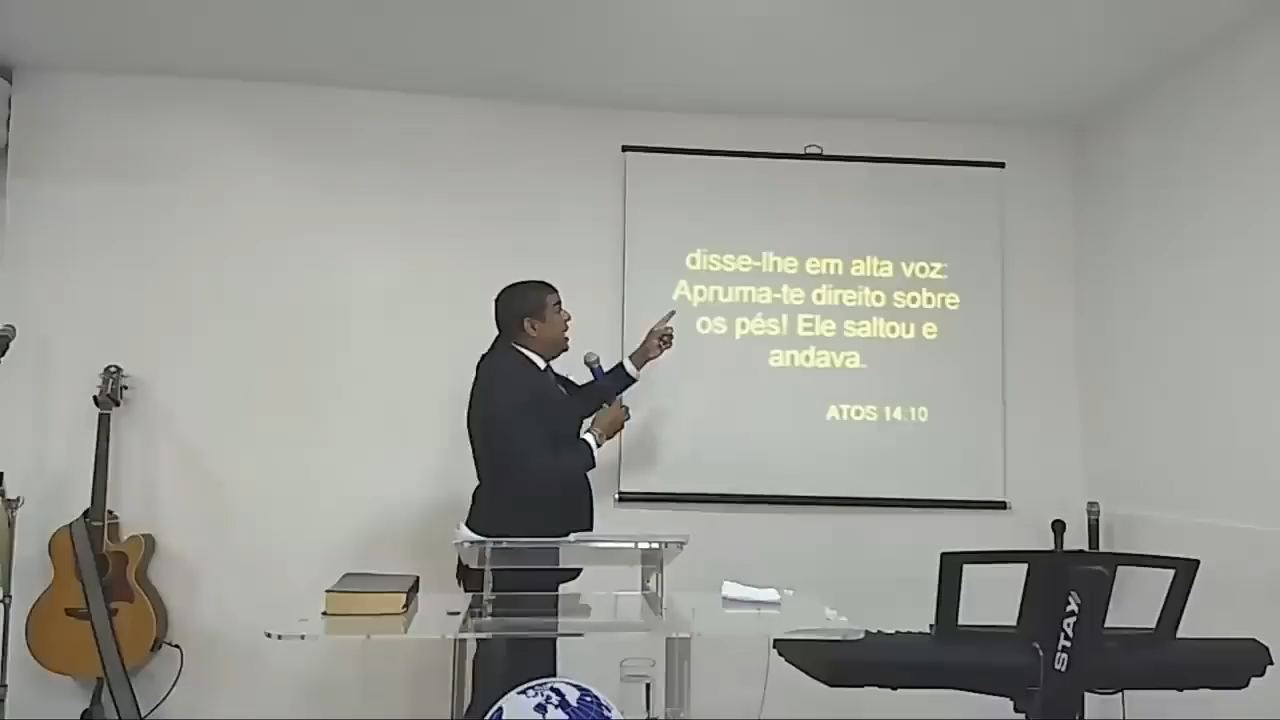 disse-lhe em alta voz:
Apruma-te direito sobre
os pés! Ele saltou e
andava.
ATOS 14:10
STAY